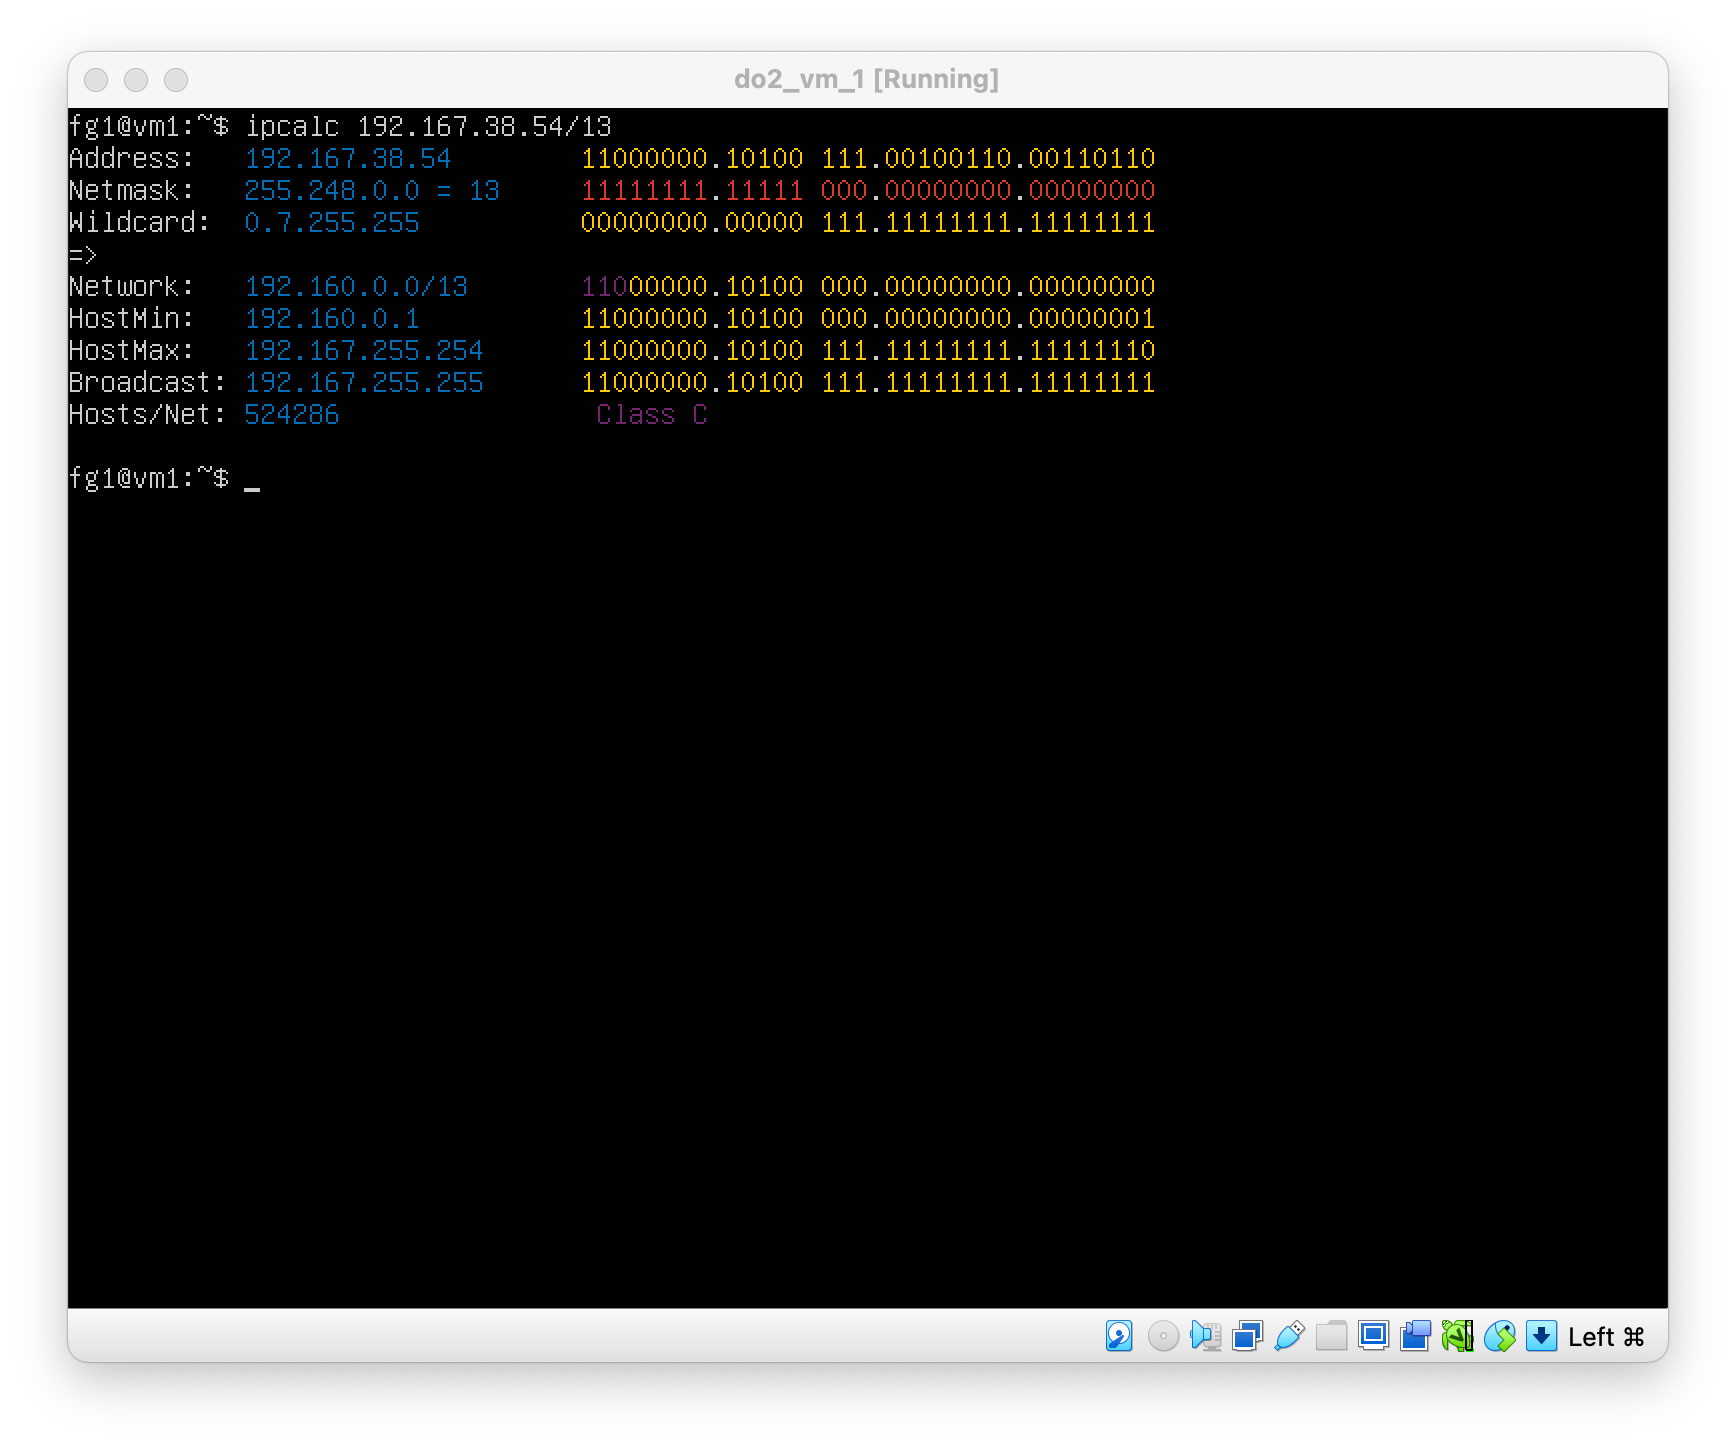 do2_vm_1 [Running]
fg1@vm1:~$ ipcalc 192.167.38.54/13
Address:   192.167.38.54        11000000.10100 111.00100110.00110110
Netmask:   255.248.0.0 = 13     11111111.11111 000.00000000.00000000
Wildcard:  0.7.255.255          00000000.00000 111.11111111.11111111
=>
Network:   192.160.0.0/13       11000000.10100 000.00000000.00000000
HostMin:   192.160.0.1          11000000.10100 000.00000000.00000001
HostMax:   192.167.255.254      11000000.10100 111.11111111.11111110
Broadcast: 192.167.255.255      11000000.10100 111.11111111.11111111
Hosts/Net: 524286                Class C
fg1@vm1:~$ _
Left ⌘